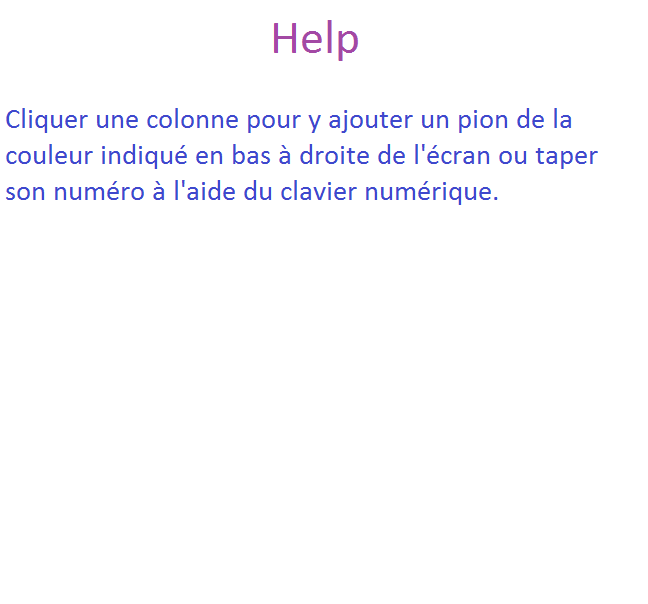 Help
Cliquer une colonne pour y ajouter un pion de la
couleur indiqué en bas à droite de l'écran ou taper
son numéro à l'aide du clavier numérique.